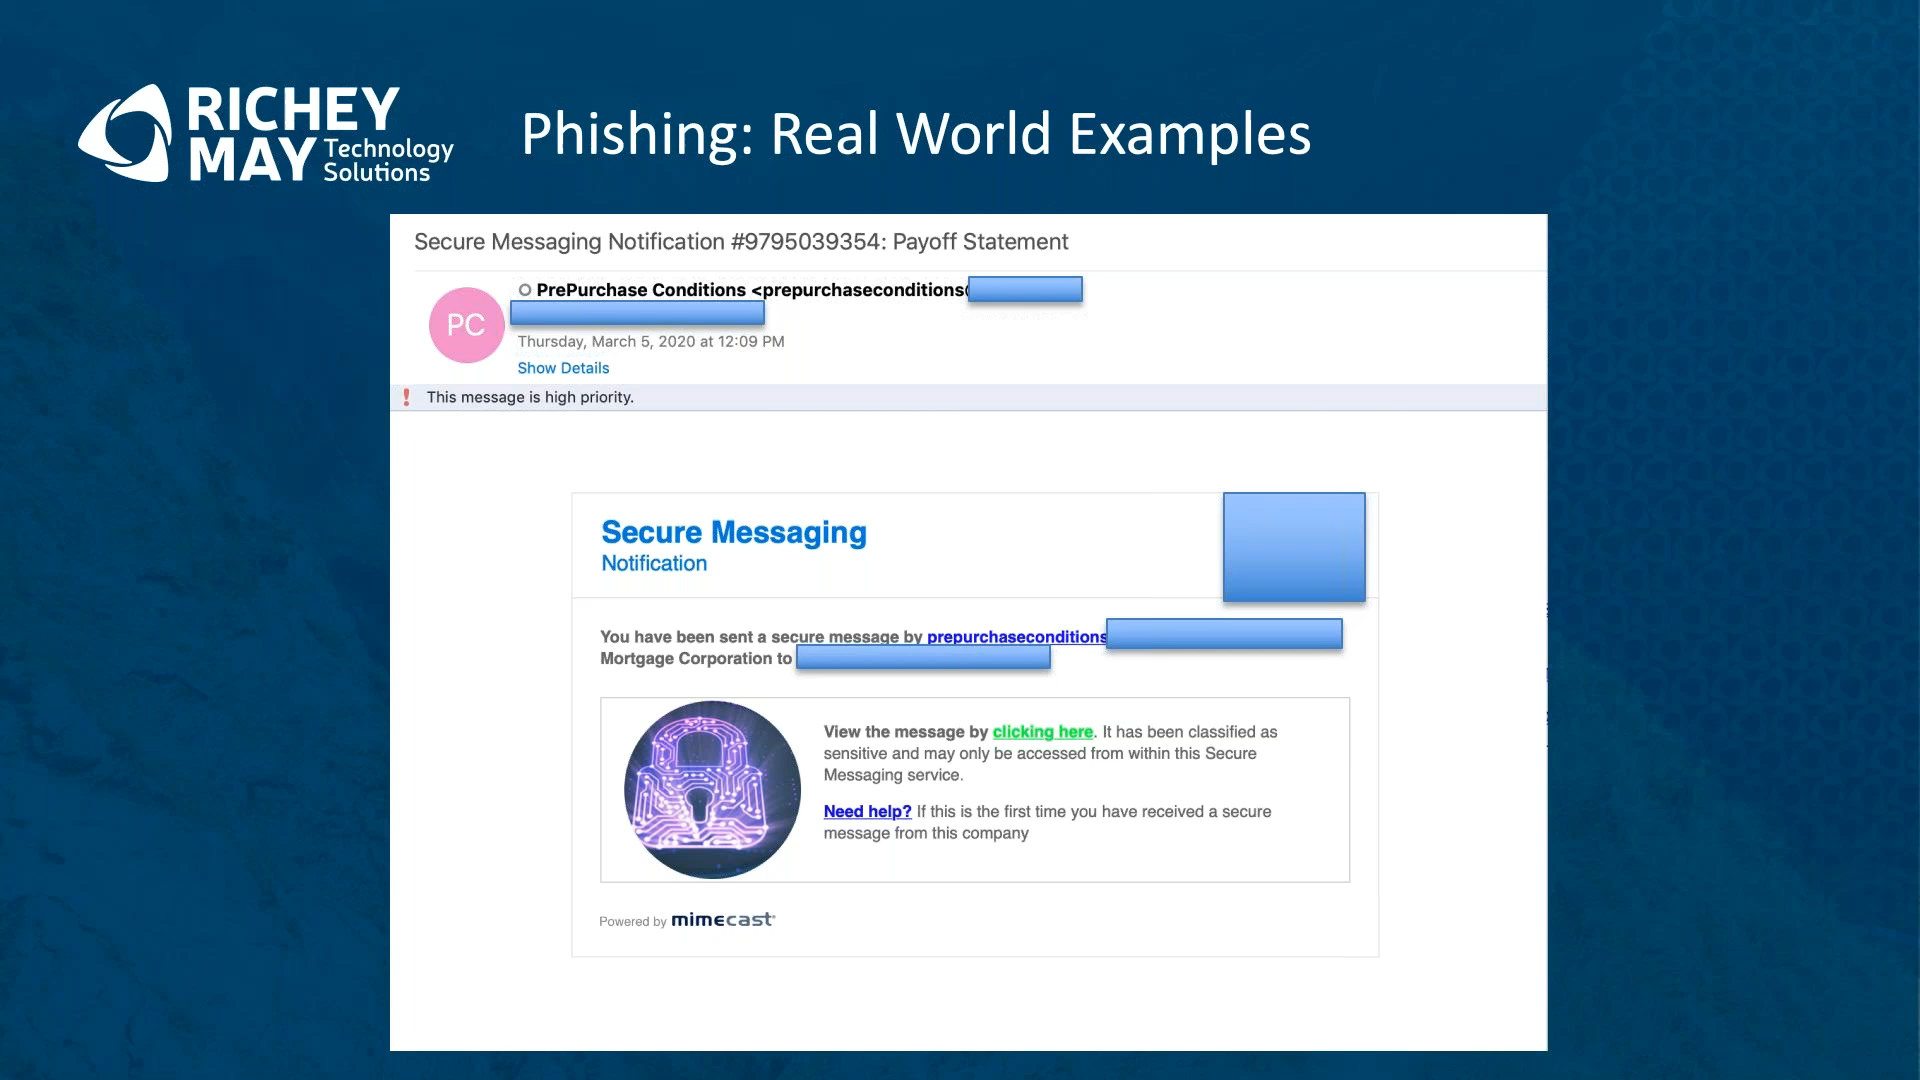 RICHEY
MAY Technology
Solutions
Phishing: Real World Examples
Secure Messaging Notification #9795039354: Payoff Statement
PC
PrePurchase Conditions <prepurchaseconditions
Thursday, March 5, 2020 at 12:09 PM
Show Details
This message is high priority.
Secure Messaging
Notification
You have been sent a secure message by prepurchaseconditions
Mortgage Corporation to
View the message by clicking here. It has been classified as
sensitive and may only be accessed from within this Secure
Messaging service.
Need help? If this is the first time you have received a secure
message from this company
Powered by mimecast